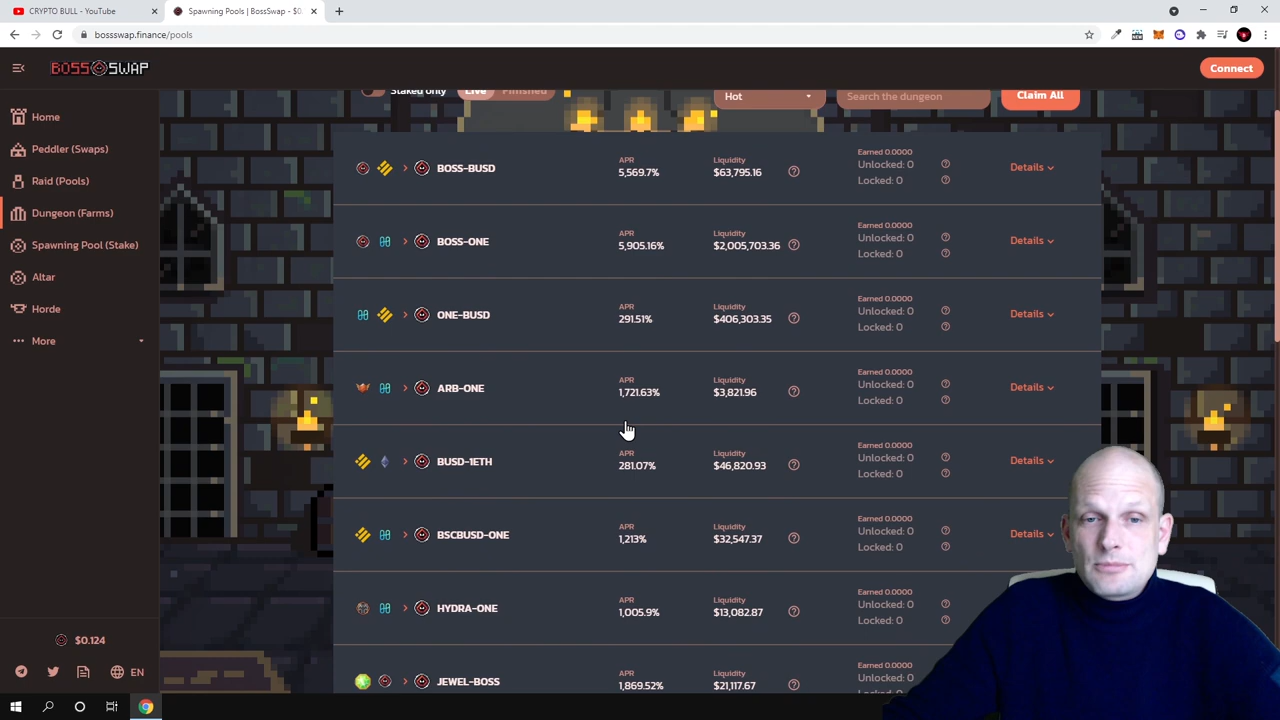 CRYPTO BULL - YouTube
Spawning Pools | BossSwap - $0.
bossswap.finance/pools
BOSS SWAP
Connect
Home
Peddler (Swaps)
Raid (Pools)
Dungeon (Farms)
Spawning Pool (Stake)
Altar
Horde
More
$0.124
EN
Staked only
Live
Finished
Hot
Search the dungeon
Claim All
BOSS-BUSD
APR
5,569.7%
Liquidity
$63,795.16
Earned 0.0000
Unlocked: 0
Locked: 0
Details
BOSS-ONE
APR
5,905.16%
Liquidity
$2,005,703.36
Earned 0.0000
Unlocked: 0
Locked: 0
Details
ONE-BUSD
APR
291.51%
Liquidity
$406,303.35
Earned 0.0000
Unlocked: 0
Locked: 0
Details
ARB-ONE
APR
1,721.63%
Liquidity
$3,821.96
Earned 0.0000
Unlocked: 0
Locked: 0
Details
BUSD-1ETH
APR
281.07%
Liquidity
$46,820.93
Earned 0.0000
Unlocked: 0
Locked: 0
Details
BSCBUSD-ONE
APR
1,213%
Liquidity
$32,547.37
Earned 0.0000
Unlocked: 0
Locked: 0
Details
HYDRA-ONE
APR
1,005.9%
Liquidity
$13,082.87
Earned 0.0000
Unlocked: 0
Locked: 0
JEWEL-BOSS
APR
1,869.52%
Liquidity
$21,117.67
Earned 0.0000
Unlocked: 0